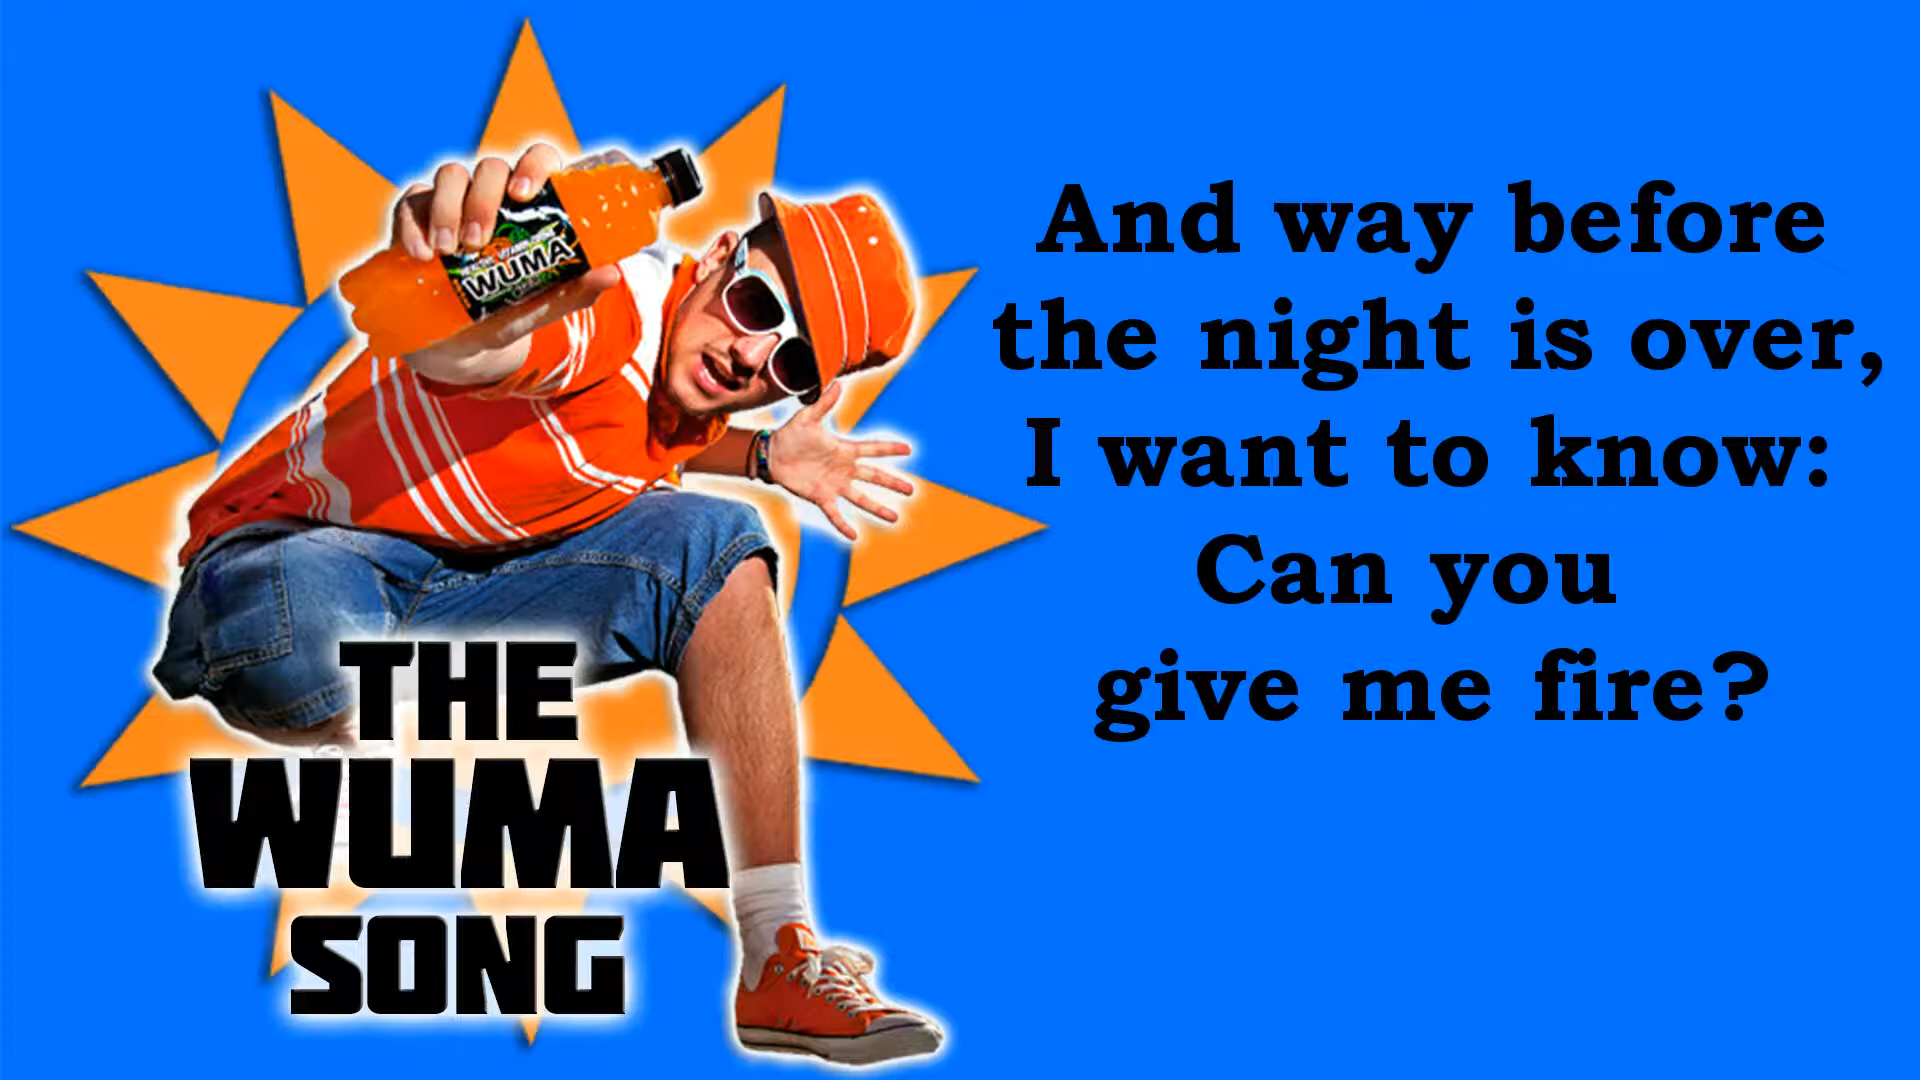 WUMA
THE
WUMA
SONG
And way before
the night is over,
I want to know:
Can you
give me fire?